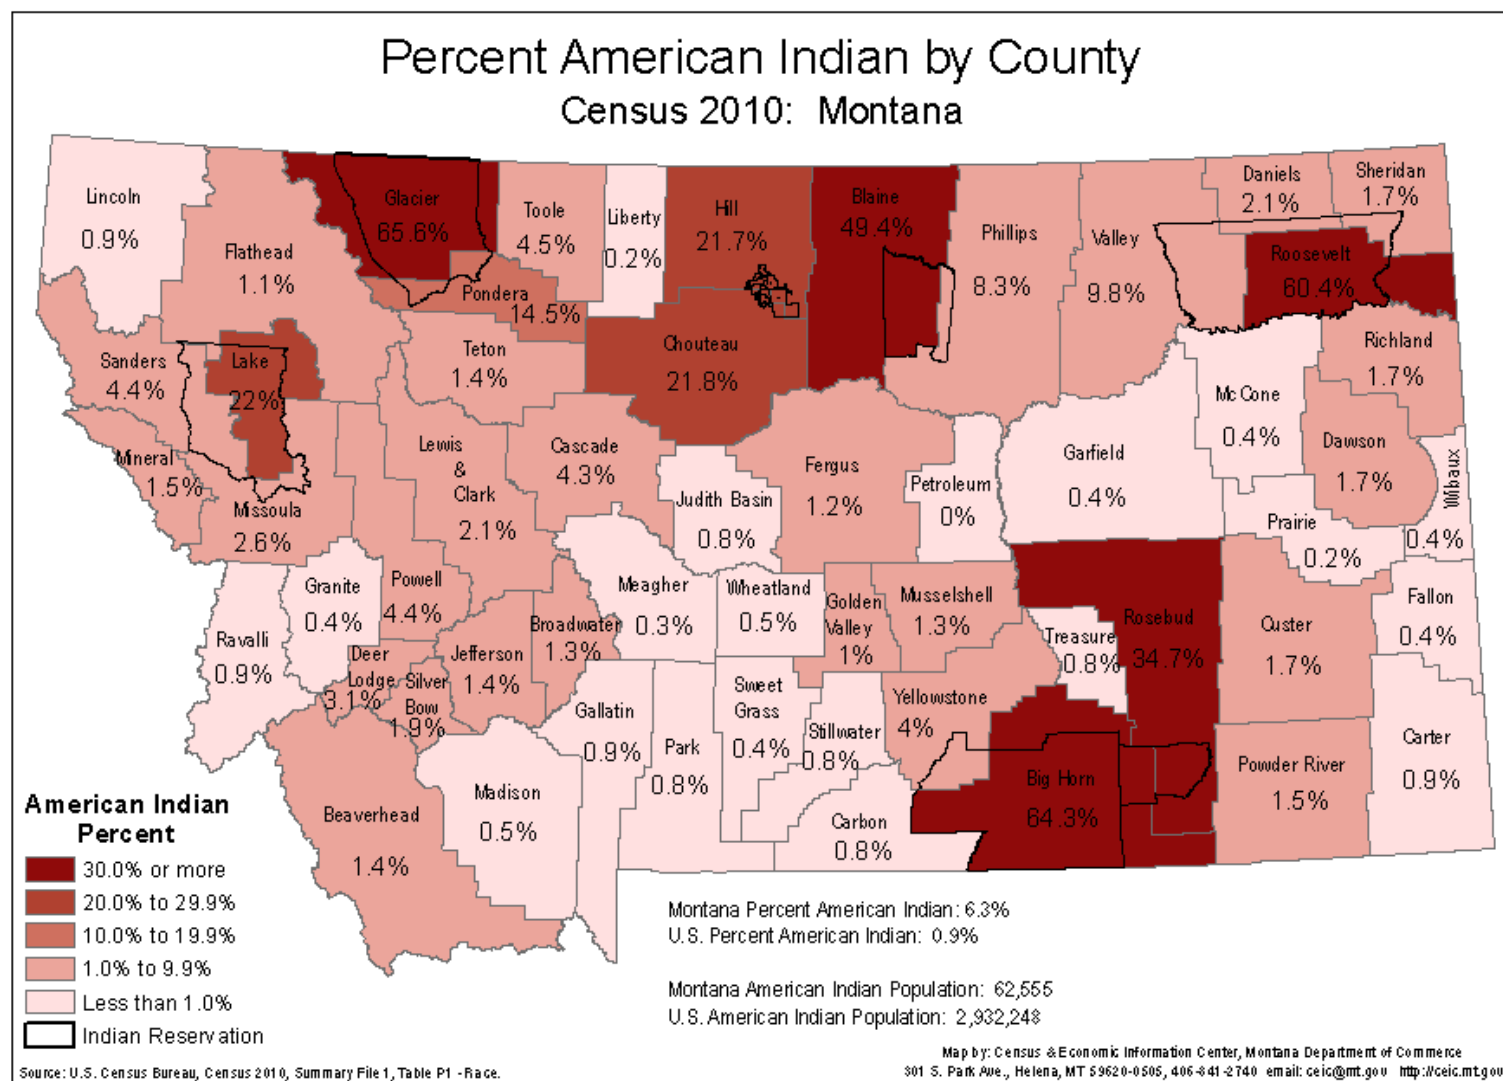 Percent American Indian by County
Census 2010: Montana
Lincoln
0.9%
Flathead
1.1%
Glacier
65.6%
Toole
4.5%
Liberty
0.2%
Hill
21.7%
Blaine
49.4%
Phillips
8.3%
Valley
9.8%
Daniels
2.1%
Sheridan
1.7%
Roosevelt
60.4%
Pondera
14.5%
Sanders
4.4%
Lake
22%
Teton
1.4%
Chouteau
21.8%
Richland
1.7%
Mc Cone
0.4%
Dawson
1.7%
Garfield
0.4%
Mineral
1.5%
Missoula
2.6%
Lewis
&
Clark
2.1%
Cascade
4.3%
Judith Basin
0.8%
Fergus
1.2%
Petroleum
0%
Prairie
0.2%
Wibaux
0.4%
Granite
0.4%
Powell
4.4%
Ravalli
0.9%
Deer
Lodge
3.1%
Silver
Bow
1.9%
Jefferson
1.4%
Broadwater
1.3%
Meagher
0.3%
Wheatland
0.5%
Golden
Valley
1%
Musselshell
1.3%
Treasure
0.8%
Rosebud
34.7%
Custer
1.7%
Fallon
0.4%
Gallatin
0.9%
Park
0.8%
Sweet
Grass
0.4%
Stillwater
0.8%
Yellowstone
4%
Big Horn
64.3%
Powder River
1.5%
Carter
0.9%
Beaverhead
1.4%
Madison
0.5%
Carbon
0.8%
American Indian
Percent
30.0% or more
20.0% to 29.9%
10.0% to 19.9%
1.0% to 9.9%
Less than 1.0%
Indian Reservation
Montana Percent American Indian: 6.3%
U.S. Percent American Indian: 0.9%
Montana American Indian Population: 62,555
U.S. American Indian Population: 2,932,248
Source: U.S. Census Bureau, Census 2010, Summary File 1, Table P1 - Race.
Map by: Census & Economic Information Center, Montana Department of Commerce
301 S. Park Ave., Helena, MT 59620-0505, 406-841-2740 email: ceic@mt.gov http://ceic.mt.gov